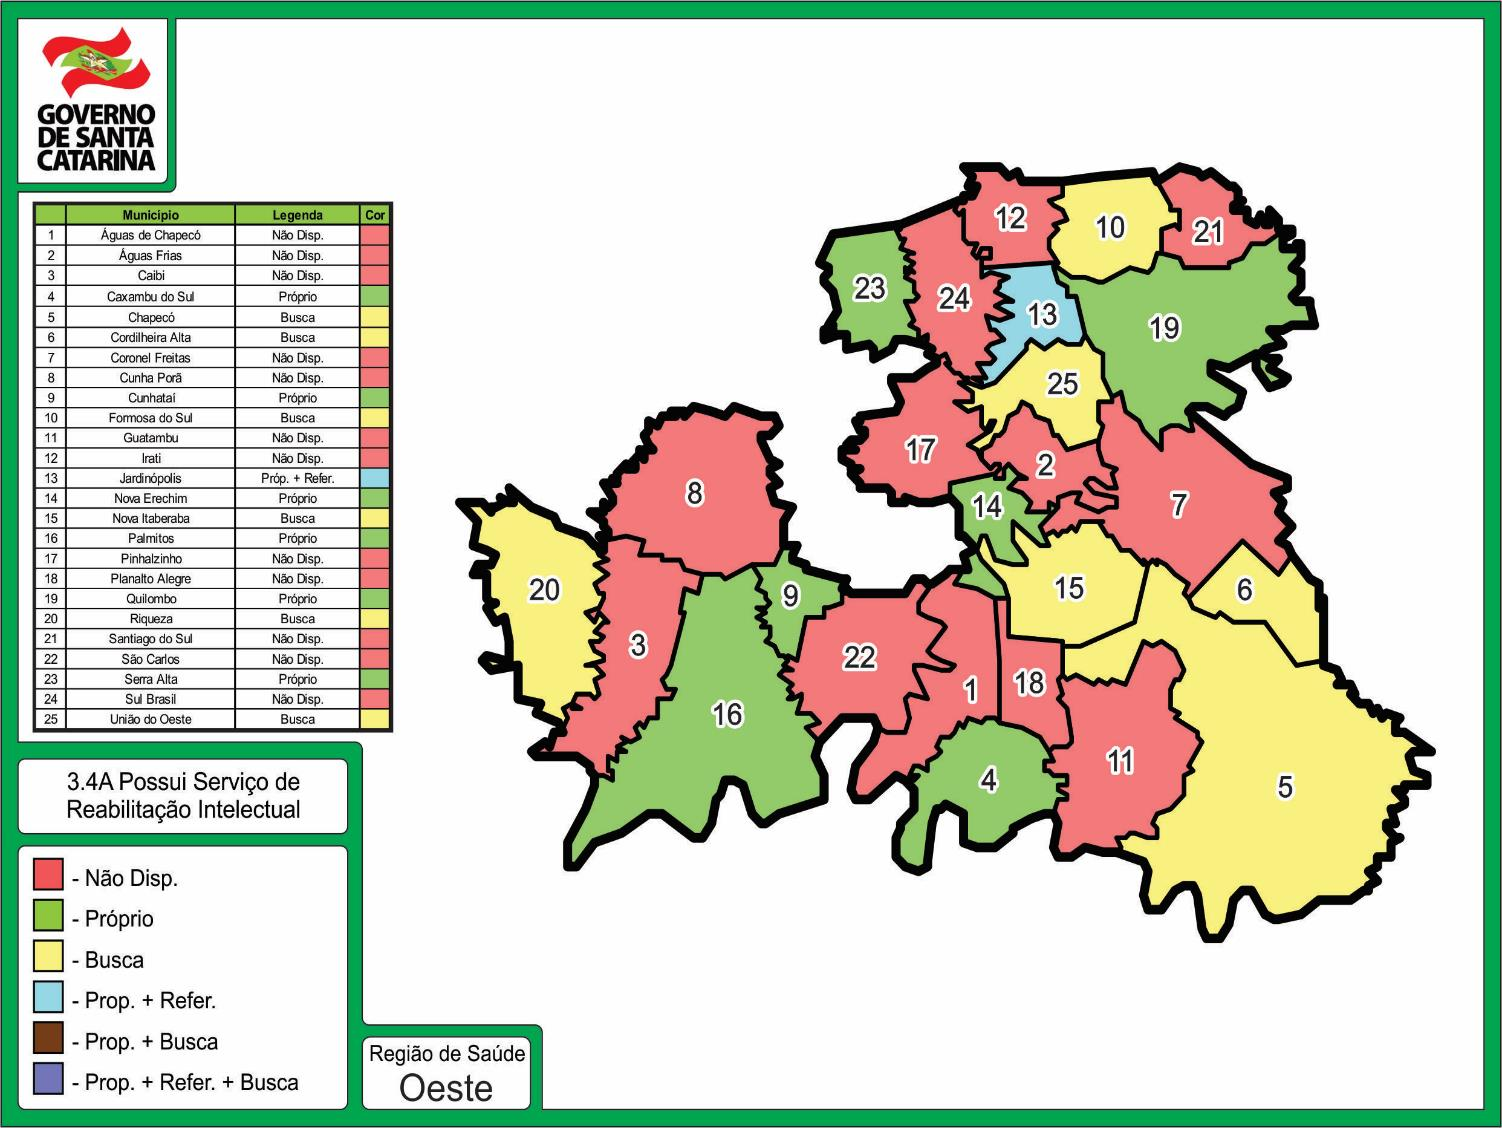 GOVERNO
DE SANTA
CATARINA
Município Legenda Cor
1 Águas de Chapecó Não Disp.
2 Águas Frias Não Disp.
3 Caibi Não Disp.
4 Caxambu do Sul Próprio
5 Chapecó Busca
6 Cordilheira Alta Busca
7 Coronel Freitas Não Disp.
8 Cunha Porã Não Disp.
9 Cunhataí Próprio
10 Formosa do Sul Busca
11 Guatambu Não Disp.
12 Irati Não Disp.
13 Jardinópolis Próp. + Refer.
14 Nova Erechim Próprio
15 Nova Itaberaba Busca
16 Palmitos Próprio
17 Pinhalzinho Não Disp.
18 Planalto Alegre Não Disp.
19 Quilombo Próprio
20 Riqueza Busca
21 Santiago do Sul Não Disp.
22 São Carlos Não Disp.
23 Serra Alta Próprio
24 Sul Brasil Não Disp.
25 União do Oeste Busca
3.4A Possui Serviço de
Reabilitação Intelectual
- Não Disp.
- Próprio
- Busca
- Prop. + Refer.
- Prop. + Busca
- Prop. + Refer. + Busca
Região de Saúde
Oeste
12
10
21
23
24
13
19
25
17
2
8
14
7
20
9
15
6
3
22
1
18
16
11
4
5